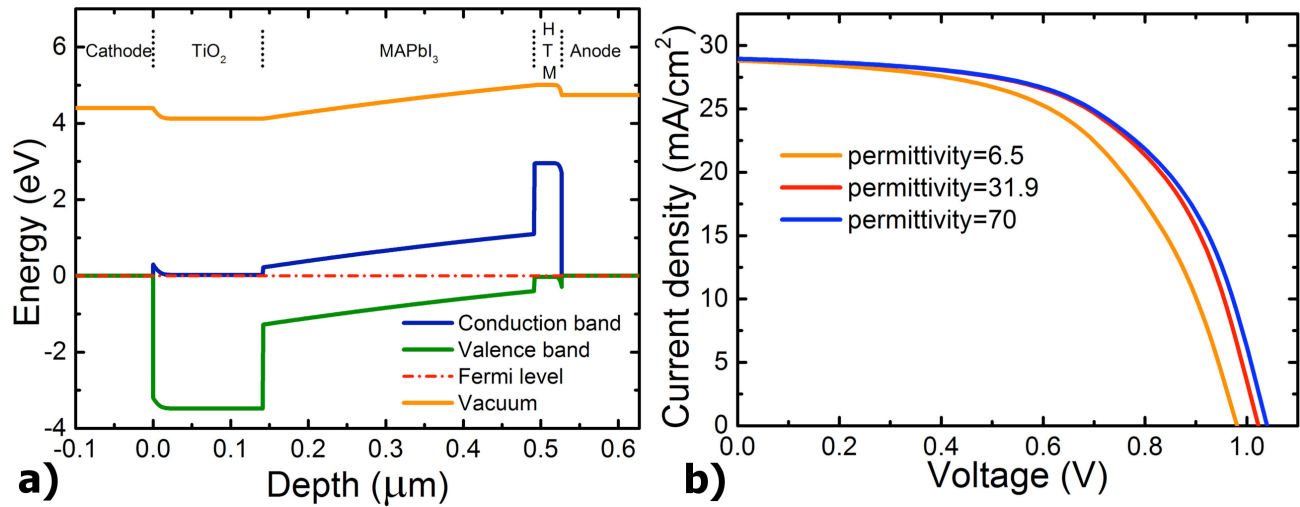 Cathode
TiO2
MAPbI3
H
T
M
Anode
6
4
2
0
-2
-4
Energy (eV)
Conduction band
Valence band
Fermi level
Vacuum
-0.1 0.0 0.1 0.2 0.3 0.4 0.5 0.6
Depth (μm)
a)
30
25
20
15
10
5
0
Current density (mA/cm2)
permittivity=6.5
permittivity=31.9
permittivity=70
0.0 0.2 0.4 0.6 0.8 1.0
Voltage (V)
b)